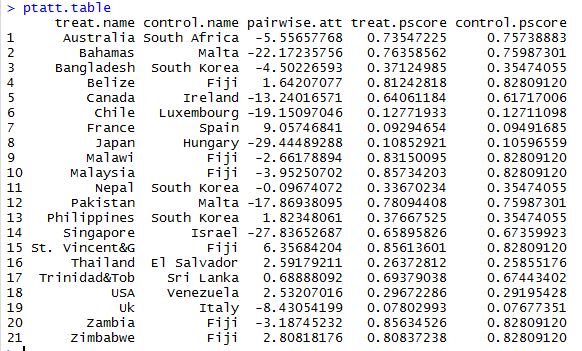 > ptatt.table
treat.name control.name pairwise.att treat.pscore control.pscore
1 Australia South Africa -5.55657768 0.73547225 0.75738883
2 Bahamas Malta -22.17235756 0.76358562 0.75987301
3 Bangladesh South Korea -4.50226593 0.37124985 0.35474055
4 Belize Fiji 1.64207077 0.81242818 0.82809120
5 Canada Ireland -13.24016571 0.64061184 0.61717006
6 Chile Luxembourg -19.15097046 0.12771933 0.12711098
7 France Spain 9.05746841 0.09294654 0.09491685
8 Japan Hungary -29.44489288 0.10852921 0.10596559
9 Malawi Fiji -2.66178894 0.83150095 0.82809120
10 Malaysia Fiji -3.95250702 0.85734203 0.82809120
11 Nepal South Korea -0.09674072 0.33670234 0.35474055
12 Pakistan Malta -17.86938095 0.78094408 0.75987301
13 Philippines South Korea 1.82348061 0.37667525 0.35474055
14 Singapore Israel -27.83652687 0.65895826 0.67359923
15 St. Vincent&G Fiji 6.35684204 0.85613601 0.82809120
16 Thailand El Salvador 2.59179211 0.26372812 0.25855176
17 Trinidad&Tob Sri Lanka 0.68888092 0.69379038 0.67443402
18 USA Venezuela 2.53207016 0.29672286 0.29195428
19 Uk Italy -8.43054199 0.07802993 0.07677351
20 Zambia Fiji -3.18745232 0.85634526 0.82809120
21 Zimbabwe Fiji 2.80818176 0.80837238 0.82809120
>